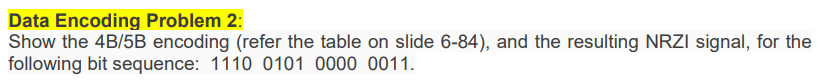 Data Encoding Problem 2:
Show the 4B/5B encoding (refer the table on slide 6-84), and the resulting NRZI signal, for the
following bit sequence:  1110  0101  0000  0011.